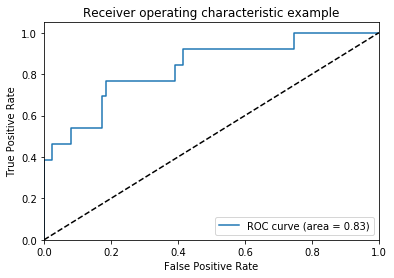 Receiver operating characteristic example
1.0
0.8
0.6
0.4
0.2
0.0
True Positive Rate
ROC curve (area = 0.83)
0.0 0.2 0.4 0.6 0.8 1.0
False Positive Rate